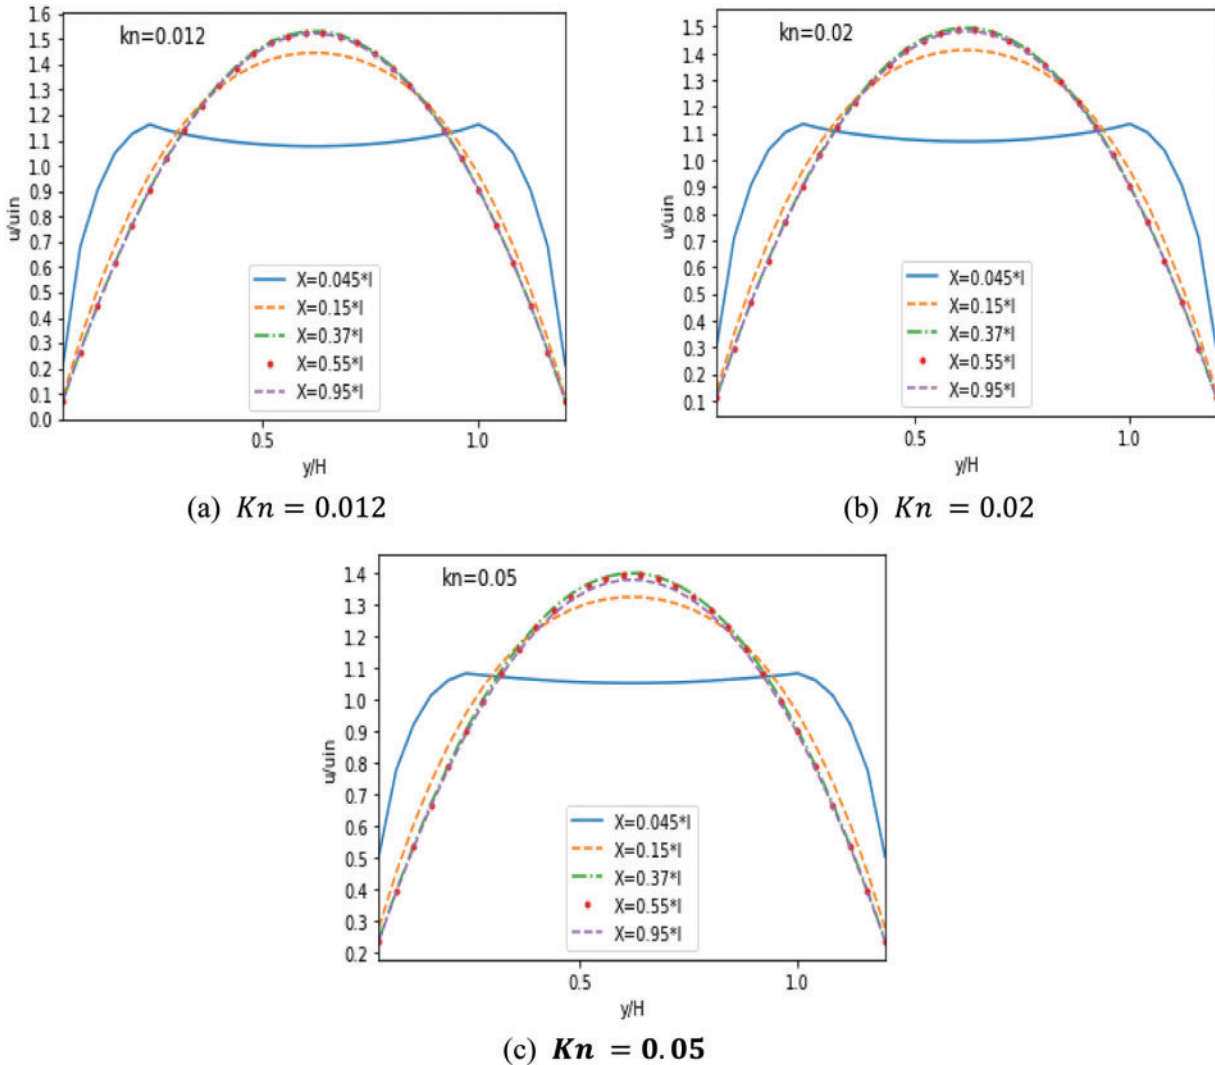 kn=0.012
1.6
1.5
1.4
1.3
1.2
1.1
1.0
0.9
0.8
0.7
0.6
0.5
0.4
0.3
0.2
0.1
0.0
u/uin
X=0.045*l
X=0.15*l
X=0.37*l
X=0.55*l
X=0.95*l
0.5 1.0
y/H
(a) Kn = 0.012
kn=0.02
1.5
1.4
1.3
1.2
1.1
1.0
0.9
0.8
0.7
0.6
0.5
0.4
0.3
0.2
0.1
u/uin
X=0.045*l
X=0.15*l
X=0.37*l
X=0.55*l
X=0.95*l
0.5 1.0
y/H
(b) Kn = 0.02
kn=0.05
1.4
1.3
1.2
1.1
1.0
0.9
0.8
0.7
0.6
0.5
0.4
0.3
0.2
u/uin
X=0.045*l
X=0.15*l
X=0.37*l
X=0.55*l
X=0.95*l
0.5 1.0
y/H
(c) Kn = 0.05